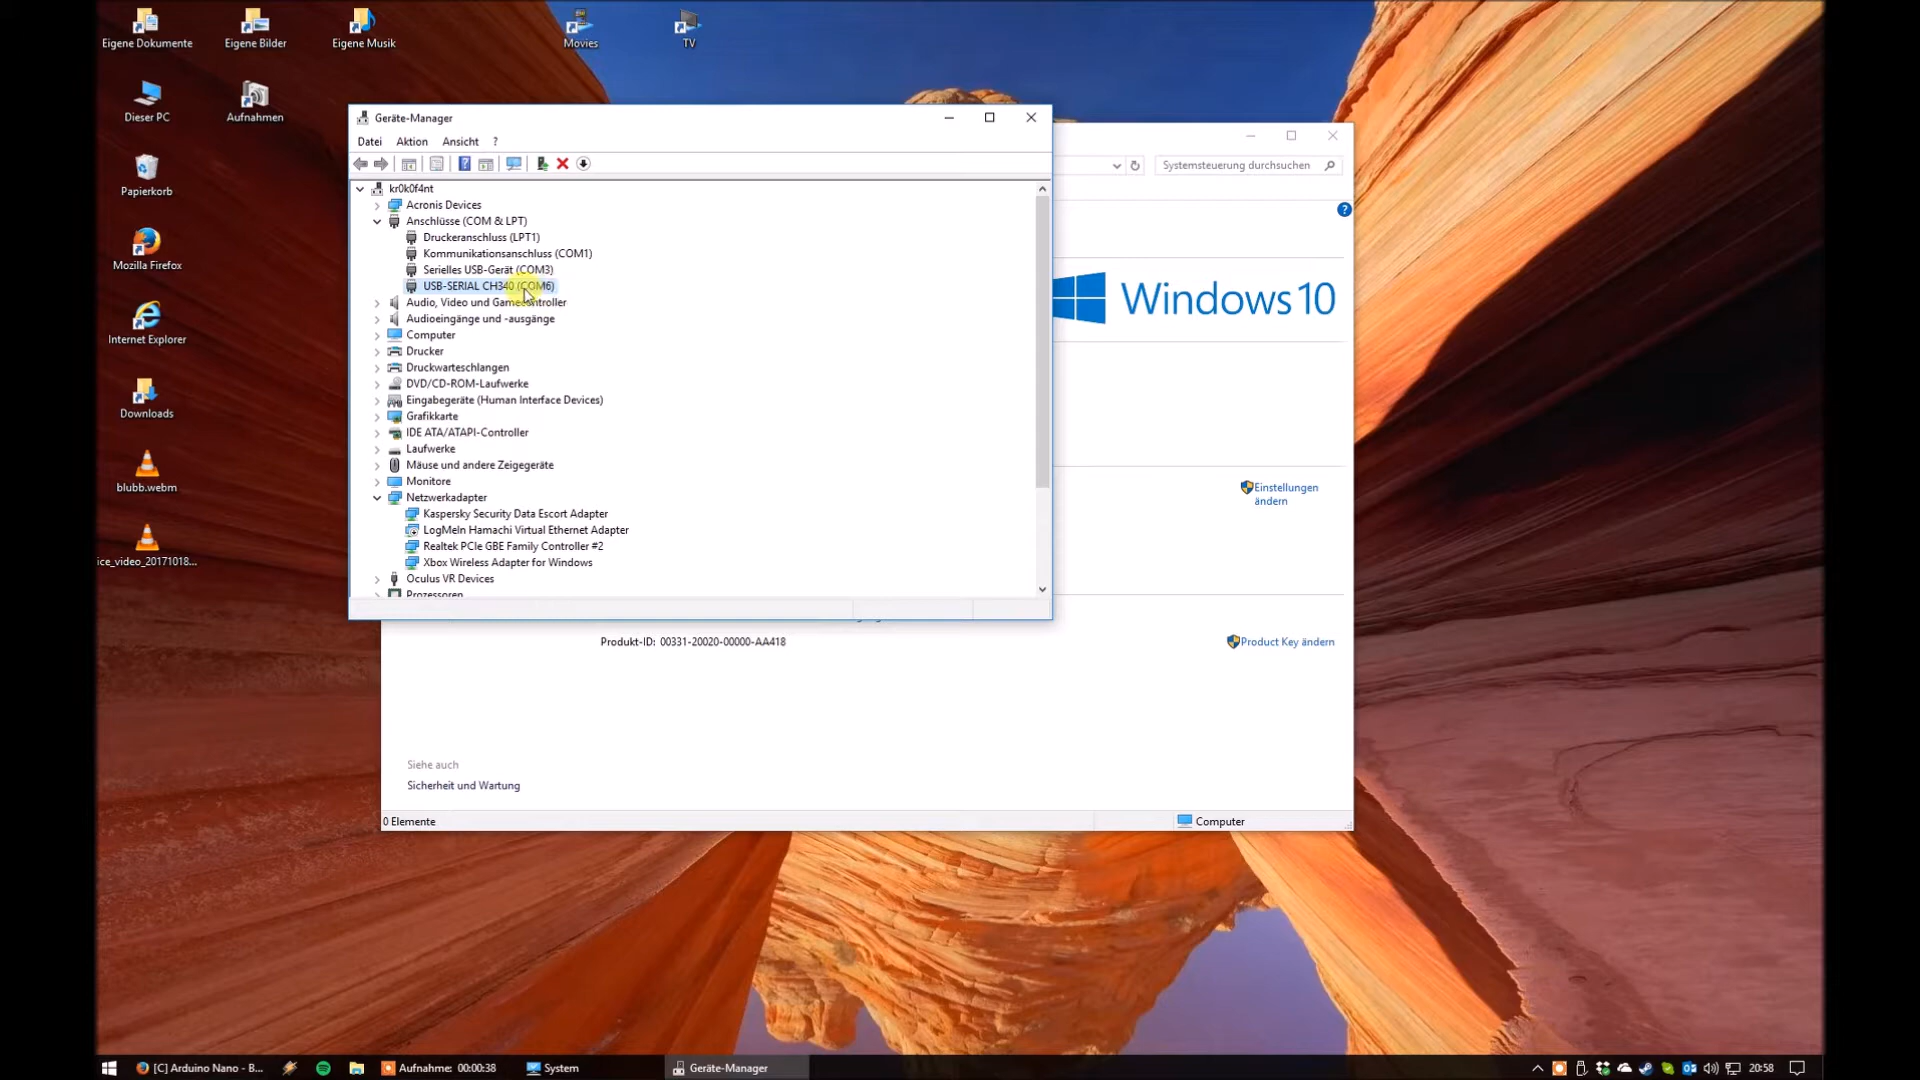 Eigene Dokumente
Eigene Bilder
Eigene Musik
Movies
TV
Dieser PC
Aufnahmen
Papierkorb
Mozilla Firefox
Internet Explorer
Downloads
blubb.webm
ice_video_20171018...
Geräte-Manager
Datei Aktion Ansicht ?
kr0k0f4nt
Acronis Devices
Anschlüsse (COM & LPT)
Druckeranschluss (LPT1)
Kommunikationsanschluss (COM1)
Serielles USB-Gerät (COM3)
USB-SERIAL CH340 (COM6)
Audio, Video und Gamecontroller
Audioeingänge und -ausgänge
Computer
Drucker
Druckwarteschlangen
DVD/CD-ROM-Laufwerke
Eingabegeräte (Human Interface Devices)
Grafikkarte
IDE ATA/ATAPI-Controller
Laufwerke
Mäuse und andere Zeigegeräte
Monitore
Netzwerkadapter
Kaspersky Security Data Escort Adapter
LogMeIn Hamachi Virtual Ethernet Adapter
Realtek PCIe GBE Family Controller #2
Xbox Wireless Adapter for Windows
Oculus VR Devices
Prozessoren
Systemsteuerung durchsuchen
?
Windows 10
Einstellungen
ändern
Produkt-ID: 00331-20020-00000-AA418
Product Key ändern
Siehe auch
Sicherheit und Wartung
0 Elemente
Computer
[C] Arduino Nano - B...
Aufnahme: 00:00:38
System
Geräte-Manager
20:58